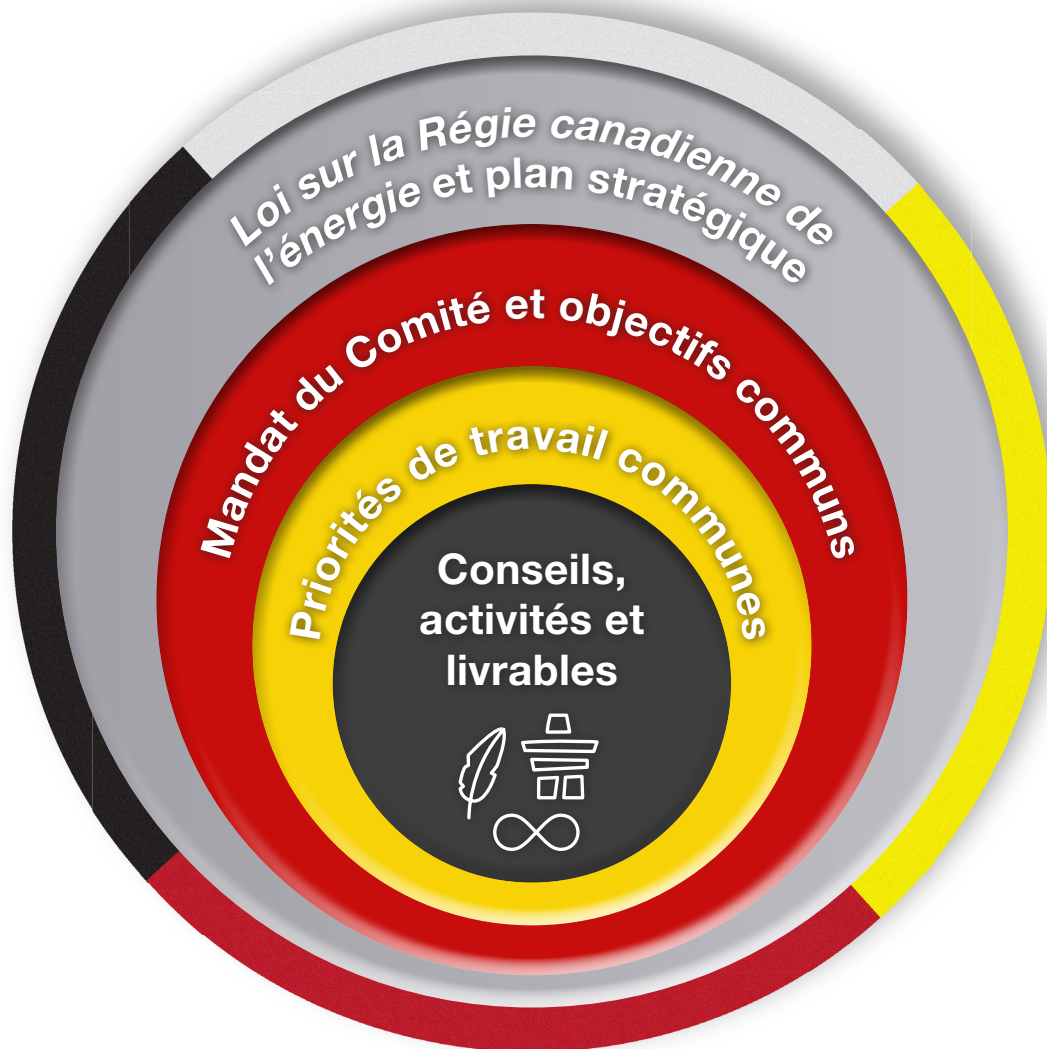 Loi sur la Régie canadienne de
l’énergie et plan stratégique
Mandat du Comité et objectifs communs
Priorités de travail communes
Conseils,
activités et
livrables